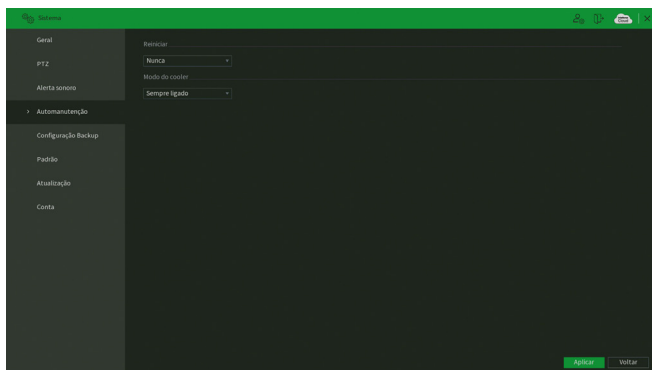 Sistema
Geral
PTZ
Alerta sonoro
Automanutenção
Configuração Backup
Padrão
Atualização
Conta
Reiniciar
Nunca
Modo do cooler
Sempre ligado
Aplicar
Voltar